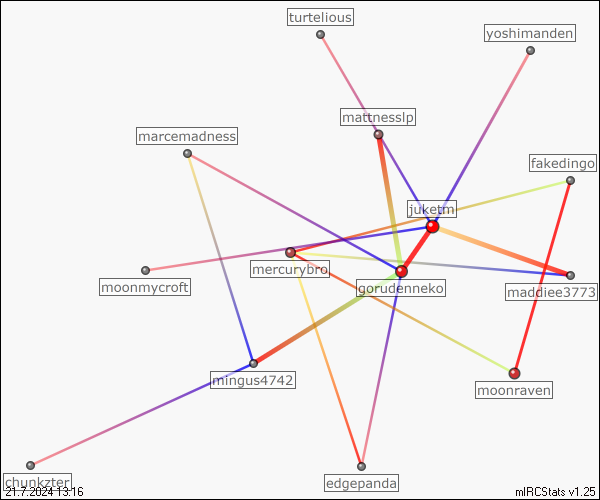 turtelious
yoshimanden
mattnesslp
marcemadness
fakedingo
juketm
mercurybro
moonmycroft
gorudenneko
maddiee3773
mingus4742
moonraven
chunkzter
edgepanda
21.7.2024 13:16
mIRCStats v1.25